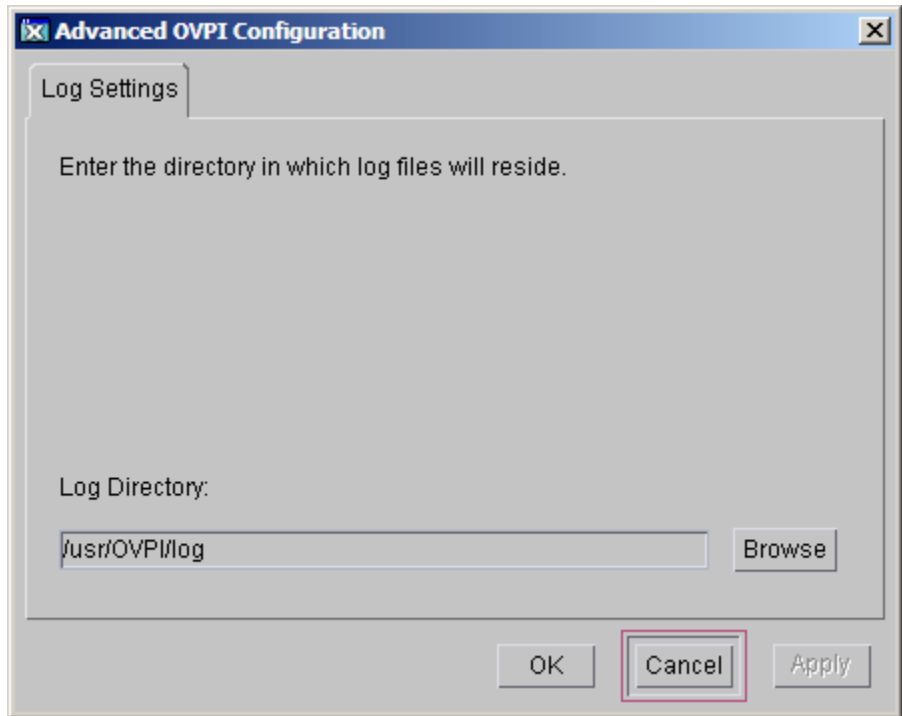 Advanced OVPI Configuration
Log Settings
Enter the directory in which log files will reside.
Log Directory:
/usr/OVPI/log
Browse
OK
Cancel
Apply